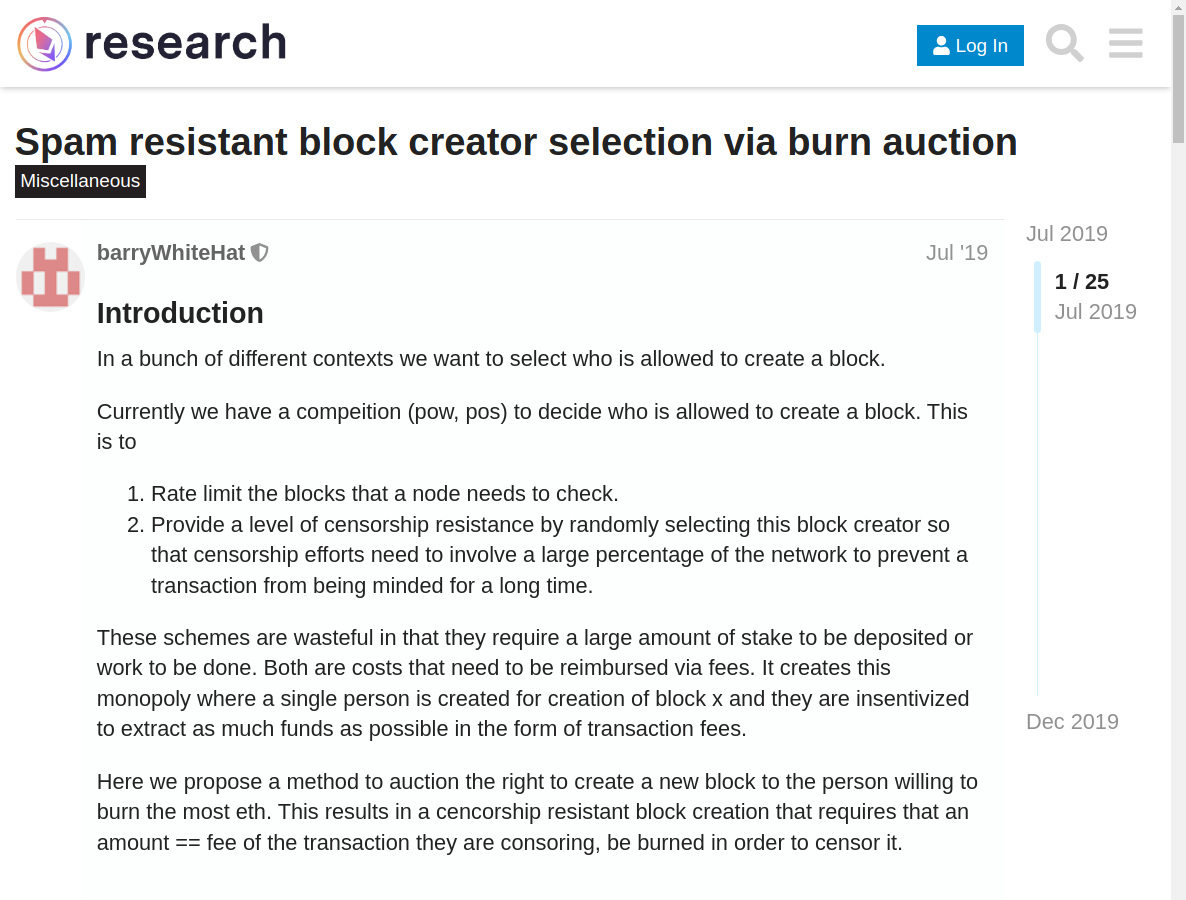 research
Log In
Spam resistant block creator selection via burn auction
Miscellaneous
barryWhiteHat
Jul '19
Introduction
In a bunch of different contexts we want to select who is allowed to create a block.
Currently we have a compeition (pow, pos) to decide who is allowed to create a block. This
is to
1. Rate limit the blocks that a node needs to check.
2. Provide a level of censorship resistance by randomly selecting this block creator so
that censorship efforts need to involve a large percentage of the network to prevent a
transaction from being minded for a long time.
These schemes are wasteful in that they require a large amount of stake to be deposited or
work to be done. Both are costs that need to be reimbursed via fees. It creates this
monopoly where a single person is created for creation of block x and they are insentivized
to extract as much funds as possible in the form of transaction fees.
Here we propose a method to auction the right to create a new block to the person willing to
burn the most eth. This results in a cencorship resistant block creation that requires that an
amount == fee of the transaction they are consoring, be burned in order to censor it.
Jul 2019
1 / 25
Jul 2019
Dec 2019